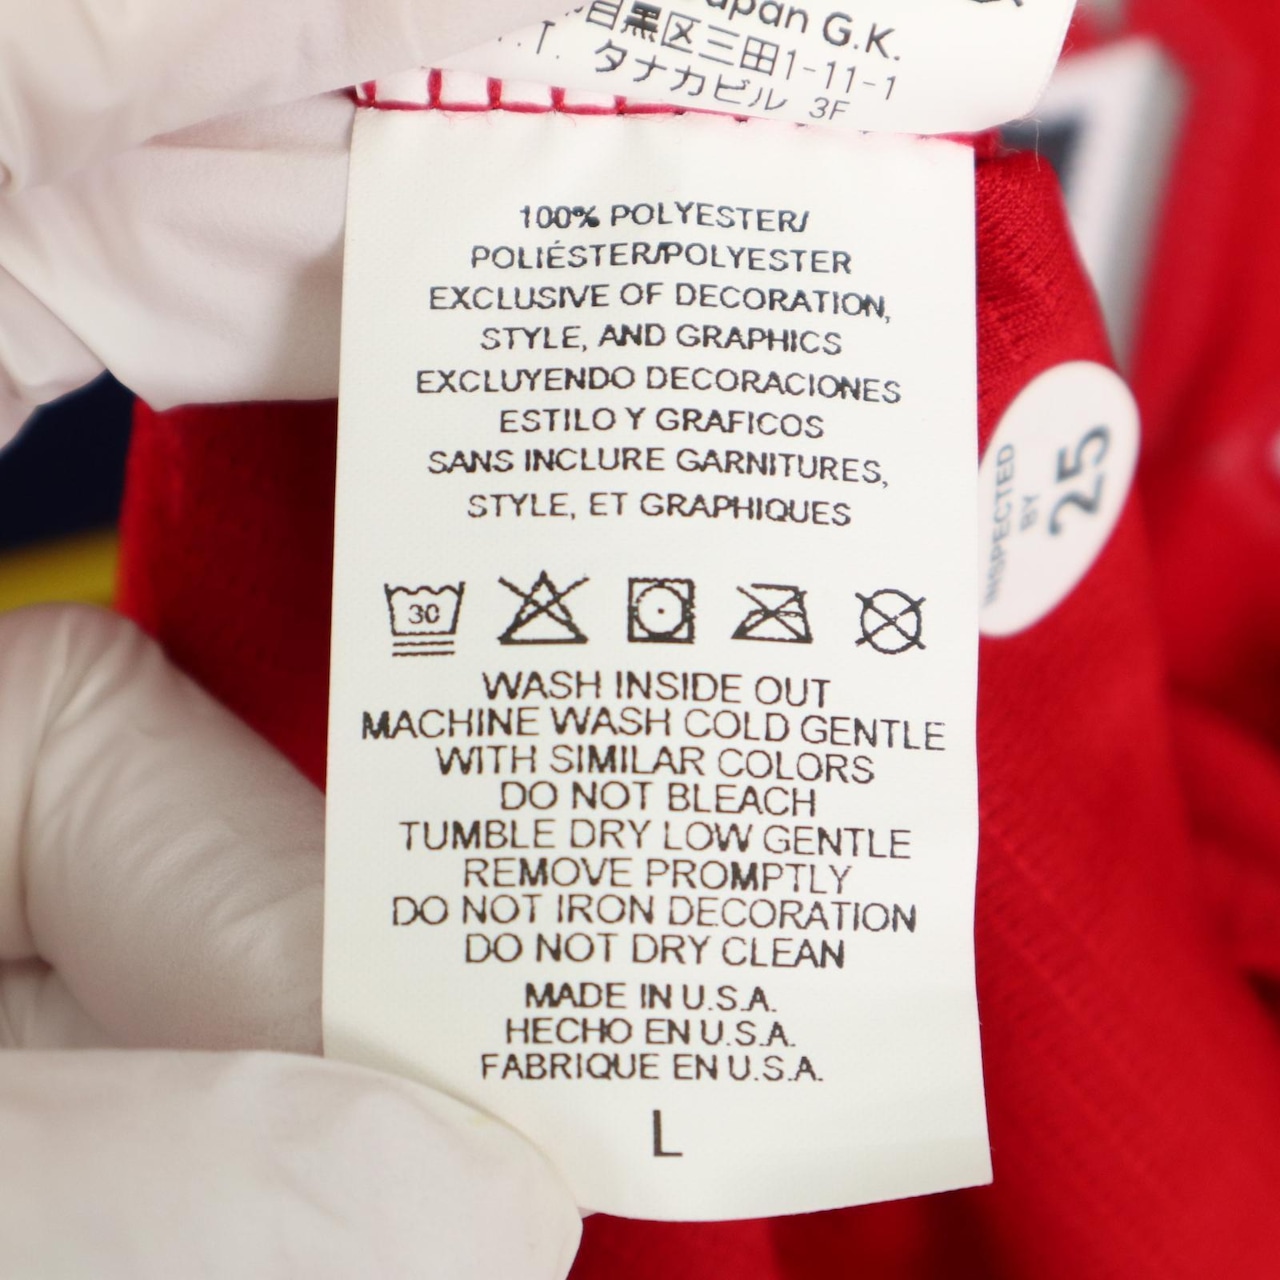 Japan G.K.
目黒区三田1-11-1
タナカビル 3F
100% POLYESTER/
POLIÉSTER/POLYESTER
EXCLUSIVE OF DECORATION,
STYLE, AND GRAPHICS
EXCLUYENDO DECORACIONES
ESTILO Y GRAFICOS
SANS INCLURE GARNITURES,
STYLE, ET GRAPHIQUES
30
WASH INSIDE OUT
MACHINE WASH COLD GENTLE
WITH SIMILAR COLORS
DO NOT BLEACH
TUMBLE DRY LOW GENTLE
REMOVE PROMPTLY
DO NOT IRON DECORATION
DO NOT DRY CLEAN
MADE IN U.S.A.
HECHO EN U.S.A.
FABRIQUE EN U.S.A.
L
INSPECTED
BY
25